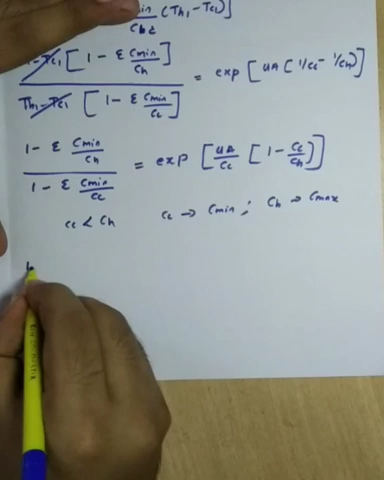 Cmin/Ch (Th1 - Tc1)]
Th1 - Tc1 [1 - ε Cmin/Ch] / Th1 - Tc1 [1 - ε Cmin/Cc] = exp [UA (1/Cc - 1/Ch)]
1 - ε Cmin/Ch / 1 - ε Cmin/Cc = exp [UA/Cc [1 - Cc/Ch)]
Cc < Ch Cc → Cmin ; Ch → Cmax